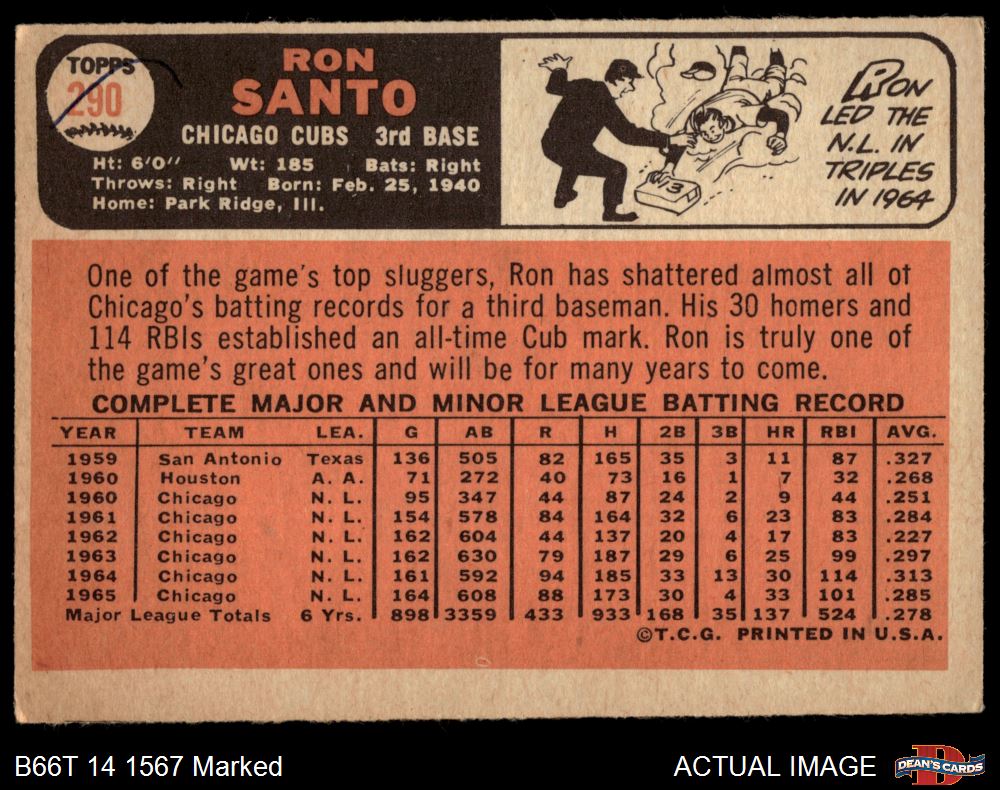 TOPPS
290
RON
SANTO
CHICAGO CUBS 3rd BASE
Ht: 6'0" Wt: 185 Bats: Right
Throws: Right Born: Feb. 25, 1940
Home: Park Ridge, Ill.
3
RON
LED THE
N.L. IN
TRIPLES
IN 1964
One of the game's top sluggers, Ron has shattered almost all of
Chicago's batting records for a third baseman. His 30 homers and
114 RBIs established an all-time Cub mark. Ron is truly one of
the game's great ones and will be for many years to come.
COMPLETE MAJOR AND MINOR LEAGUE BATTING RECORD
YEAR TEAM LEA. G AB R H 2B 3B HR RBI AVG.
1959 San Antonio Texas 136 505 82 165 35 3 11 87 .327
1960 Houston A. A. 71 272 40 73 16 1 7 32 .268
1960 Chicago N. L. 95 347 44 87 24 2 9 44 .251
1961 Chicago N. L. 154 578 84 164 32 6 23 83 .284
1962 Chicago N. L. 162 604 44 137 20 4 17 83 .227
1963 Chicago N. L. 162 630 79 187 29 6 25 99 .297
1964 Chicago N. L. 161 592 94 185 33 13 30 114 .313
1965 Chicago N. L. 164 608 88 173 30 4 33 101 .285
Major League Totals 6 Yrs. 898 3359 433 933 168 35 137 524 .278
©T.C.G. PRINTED IN U.S.A.
B66T 14 1567 Marked
ACTUAL IMAGE
D
DEAN'S CARDS